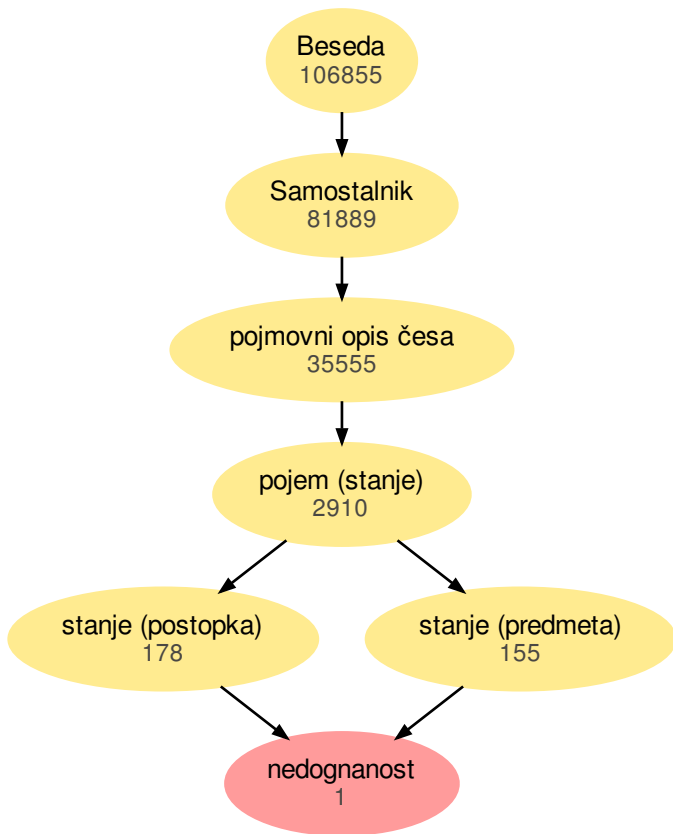 Beseda
106855
Samostalnik
81889
pojmovni opis česa
35555
pojem (stanje)
2910
stanje (postopka)
178
stanje (predmeta)
155
nedognanost
1